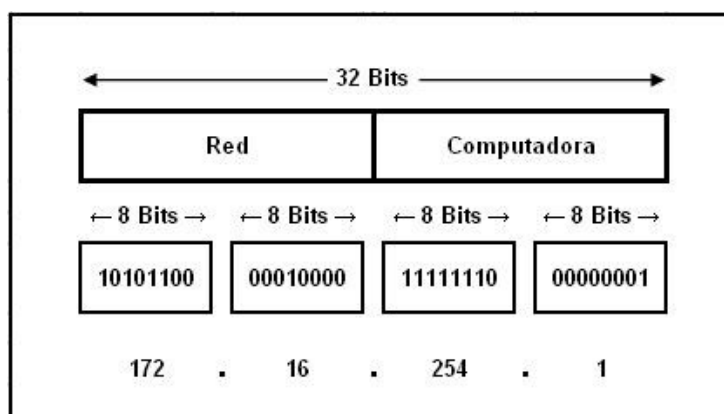 32 Bits
Red Computadora
← 8 Bits → ← 8 Bits → ← 8 Bits → ← 8 Bits →
10101100 00010000 11111110 00000001
172 . 16 . 254 . 1